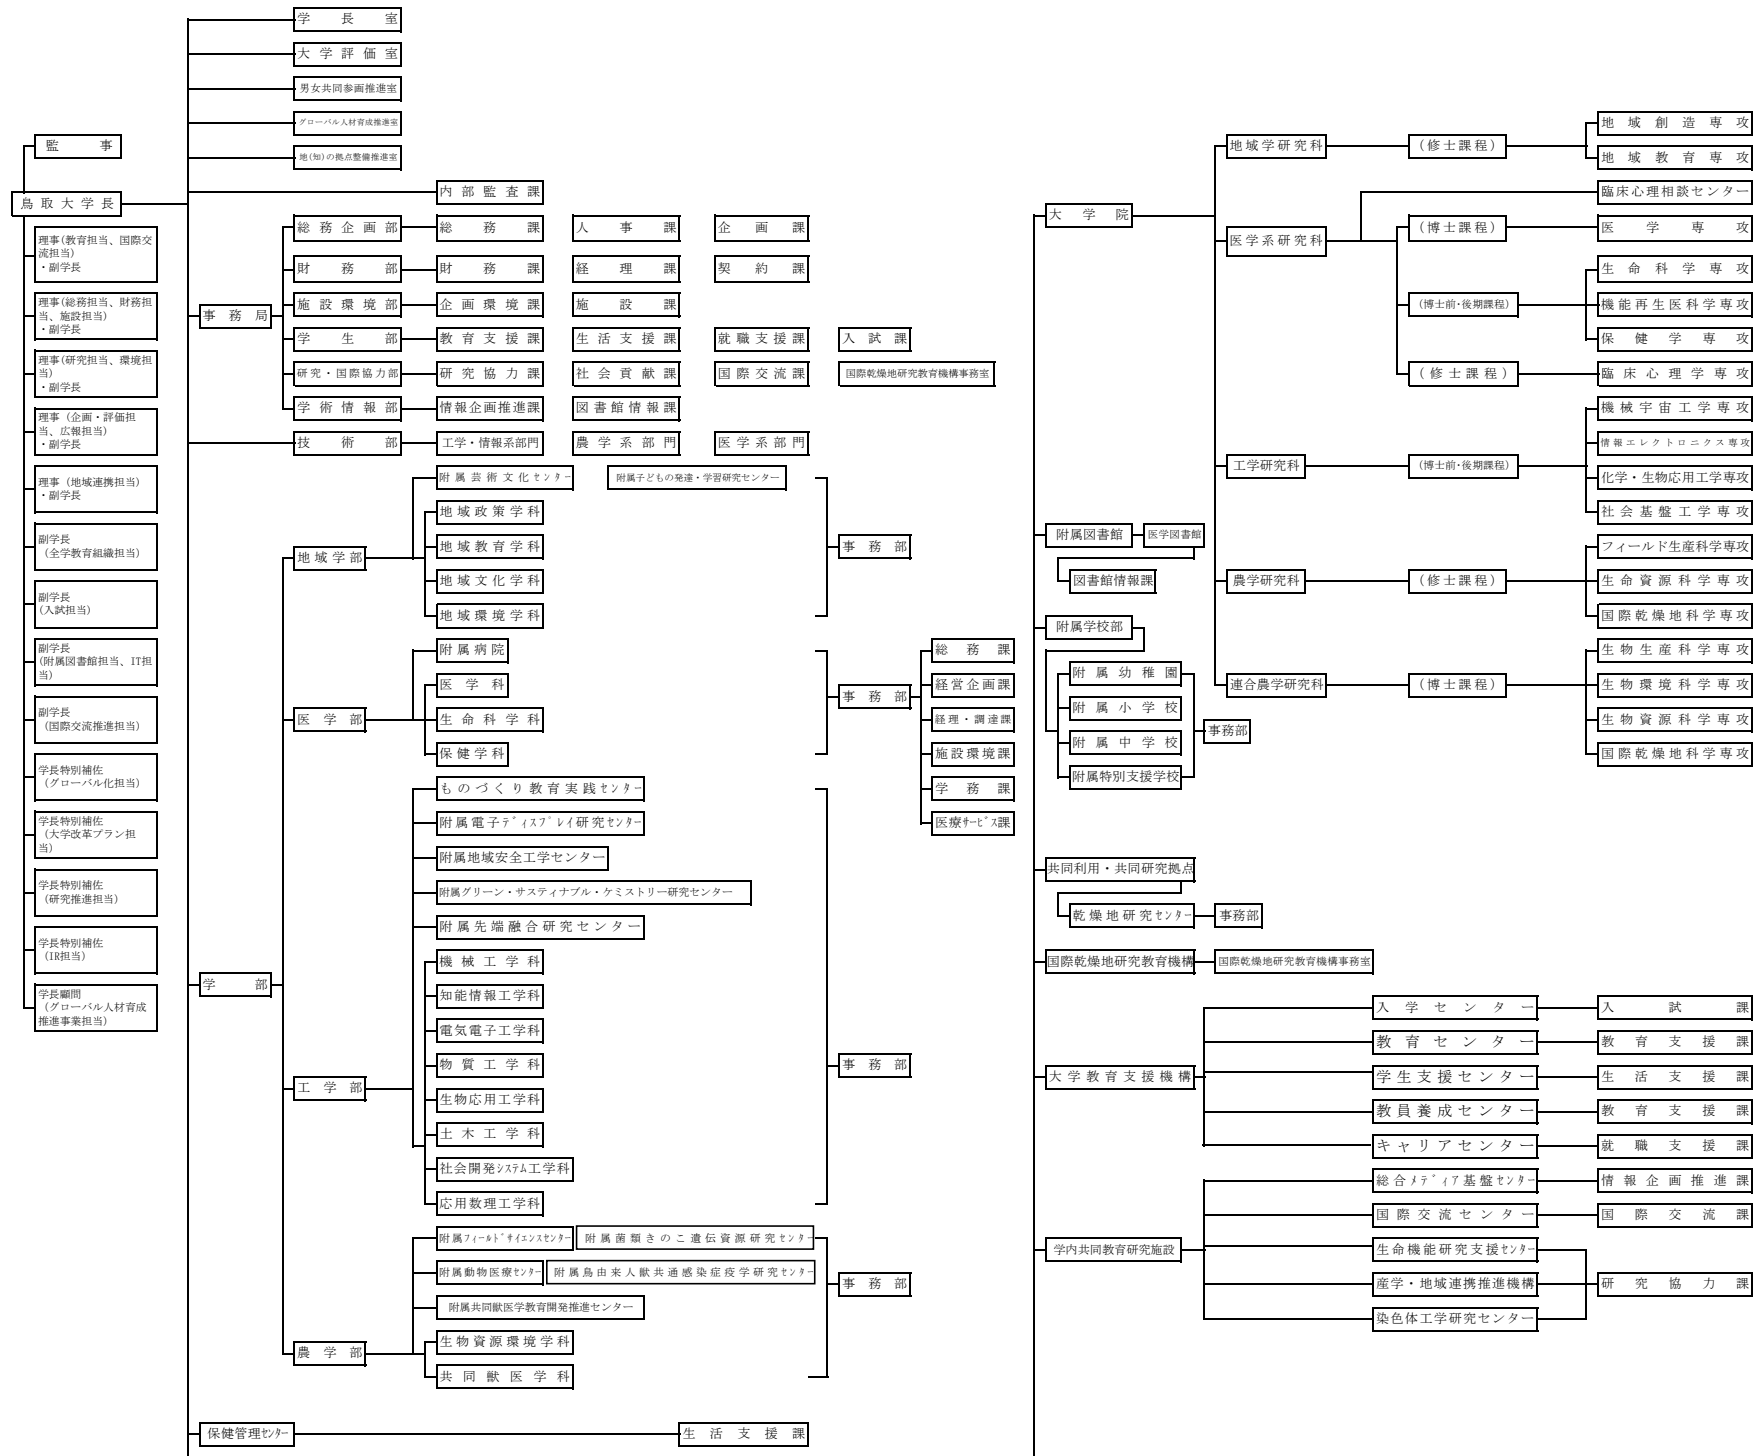 学長室
大学評価室
男女共同参画推進室
グローバル人材育成推進室
地(知)の拠点整備推進室
監事
鳥取大学長
理事(教育担当、国際交
流担当)
・副学長
理事(総務担当、財務担
当、施設担当)
・副学長
理事(研究担当、環境担
当)
・副学長
理事(企画・評価担
当、広報担当)
・副学長
理事(地域連携担当)
・副学長
副学長
(全学教育組織担当)
副学長
(入試担当)
副学長
(附属図書館担当、IT担
当)
副学長
(国際交流推進担当)
学長特別補佐
(グローバル化担当)
学長特別補佐
(大学改革プラン担
当)
学長特別補佐
(研究推進担当)
学長特別補佐
(IR担当)
学長顧問
(グローバル人材育成
推進事業担当)
内部監査課
事務局
総務企画部 総務課 人事課 企画課
財務部 財務課 経理課 契約課
施設環境部 企画環境課 施設課
学生部 教育支援課 生活支援課 就職支援課 入試課
研究・国際協力部 研究協力課 社会貢献課 国際交流課 国際乾燥地研究教育機構事務室
学術情報部 情報企画推進課 図書館情報課
技術部 工学・情報系部門 農学系部門 医学系部門
学部
地域学部
附属芸術文化センター 附属子どもの発達・学習研究センター
地域政策学科
地域教育学科
地域文化学科
地域環境学科
事務部
医学部
附属病院
医学科
生命科学科
保健学科
事務部
総務課
経営企画課
経理・調達課
施設環境課
学務課
医療ｻｰﾋﾞｽ課
工学部
ものづくり教育実践ｾﾝﾀｰ
附属電子ﾃﾞｨｽﾌﾟﾚｲ研究ｾﾝﾀｰ
附属地域安全工学センター
附属グリーン・サスティナブル・ケミストリー研究センター
附属先端融合研究センター
機械工学科
知能情報工学科
電気電子工学科
物質工学科
生物応用工学科
土木工学科
社会開発ｼｽﾃﾑ工学科
応用数理工学科
事務部
農学部
附属ﾌｨｰﾙﾄﾞｻｲｴﾝｽｾﾝﾀｰ 附属菌類きのこ遺伝資源研究ｾﾝﾀｰ
附属動物医療ｾﾝﾀｰ 附属鳥由来人獣共通感染症疫学研究ｾﾝﾀｰ
附属共同獣医学教育開発推進センター
生物資源環境学科
共同獣医学科
事務部
保健管理ｾﾝﾀｰ 生活支援課
大学院
地域学研究科 (修士課程)
地域創造専攻
地域教育専攻
医学系研究科
臨床心理相談センター
(博士課程) 医学専攻
(博士前・後期課程)
生命科学専攻
機能再生医科学専攻
保健学専攻
(修士課程) 臨床心理学専攻
工学研究科 (博士前・後期課程)
機械宇宙工学専攻
情報エレクトロニクス専攻
化学・生物応用工学専攻
社会基盤工学専攻
農学研究科 (修士課程)
フィールド生産科学専攻
生命資源科学専攻
国際乾燥地科学専攻
連合農学研究科 (博士課程)
生物生産科学専攻
生物環境科学専攻
生物資源科学専攻
国際乾燥地科学専攻
附属図書館 医学図書館
図書館情報課
附属学校部
附属幼稚園
附属小学校
附属中学校
附属特別支援学校
事務部
共同利用・共同研究拠点
乾燥地研究ｾﾝﾀｰ 事務部
国際乾燥地研究教育機構 国際乾燥地研究教育機構事務室
大学教育支援機構
入学センター 入試課
教育センター 教育支援課
学生支援センター 生活支援課
教員養成センター 教育支援課
キャリアセンター 就職支援課
学内共同教育研究施設
総合ﾒﾃﾞｨｱ基盤ｾﾝﾀｰ 情報企画推進課
国際交流センター 国際交流課
生命機能研究支援ｾﾝﾀｰ
産学・地域連携推進機構 研究協力課
染色体工学研究センター